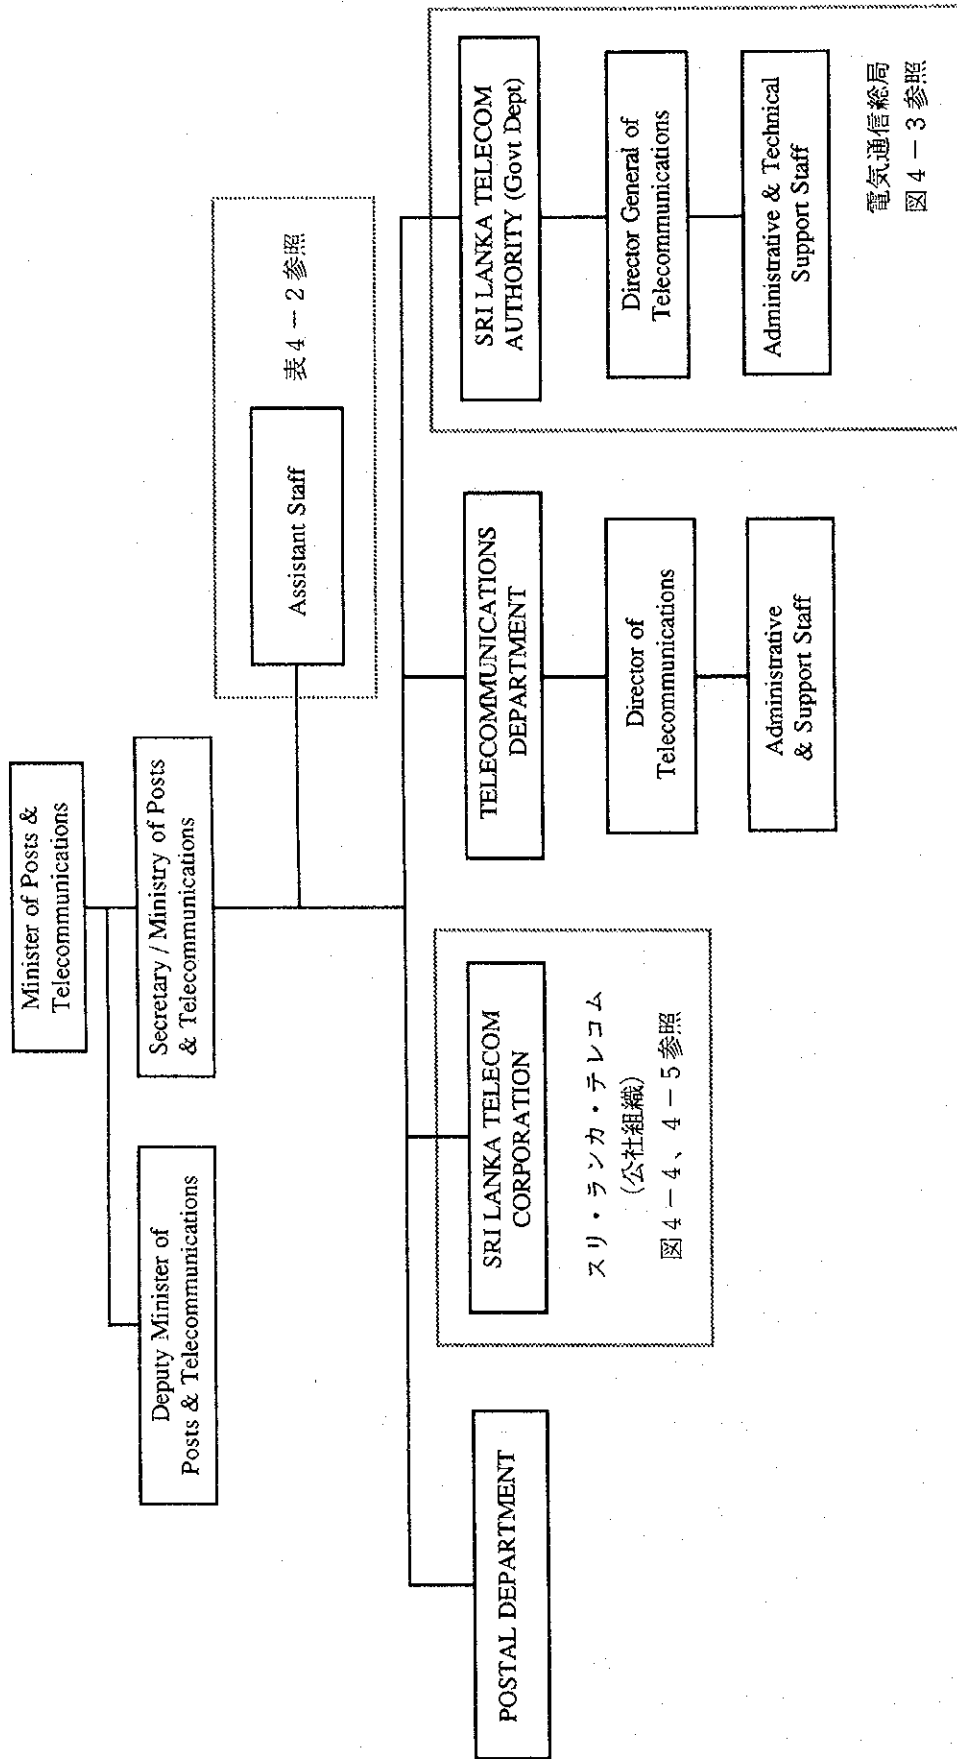 Minister of Posts &
Telecommunications
Deputy Minister of
Posts & Telecommunications
Secretary / Ministry of Posts
& Telecommunications
Assistant Staff
表4－2参照
POSTAL DEPARTMENT
SRI LANKA TELECOM
CORPORATION
スリ・ランカ・テレコム
(公社組織)
図4－4、4－5参照
TELECOMMUNICATIONS
DEPARTMENT
Director of
Telecommunications
Administrative
& Support Staff
SRI LANKA TELECOM
AUTHORITY (Govt Dept)
Director General of
Telecommunications
Administrative & Technical
Support Staff
電気通信総局
図4－3参照